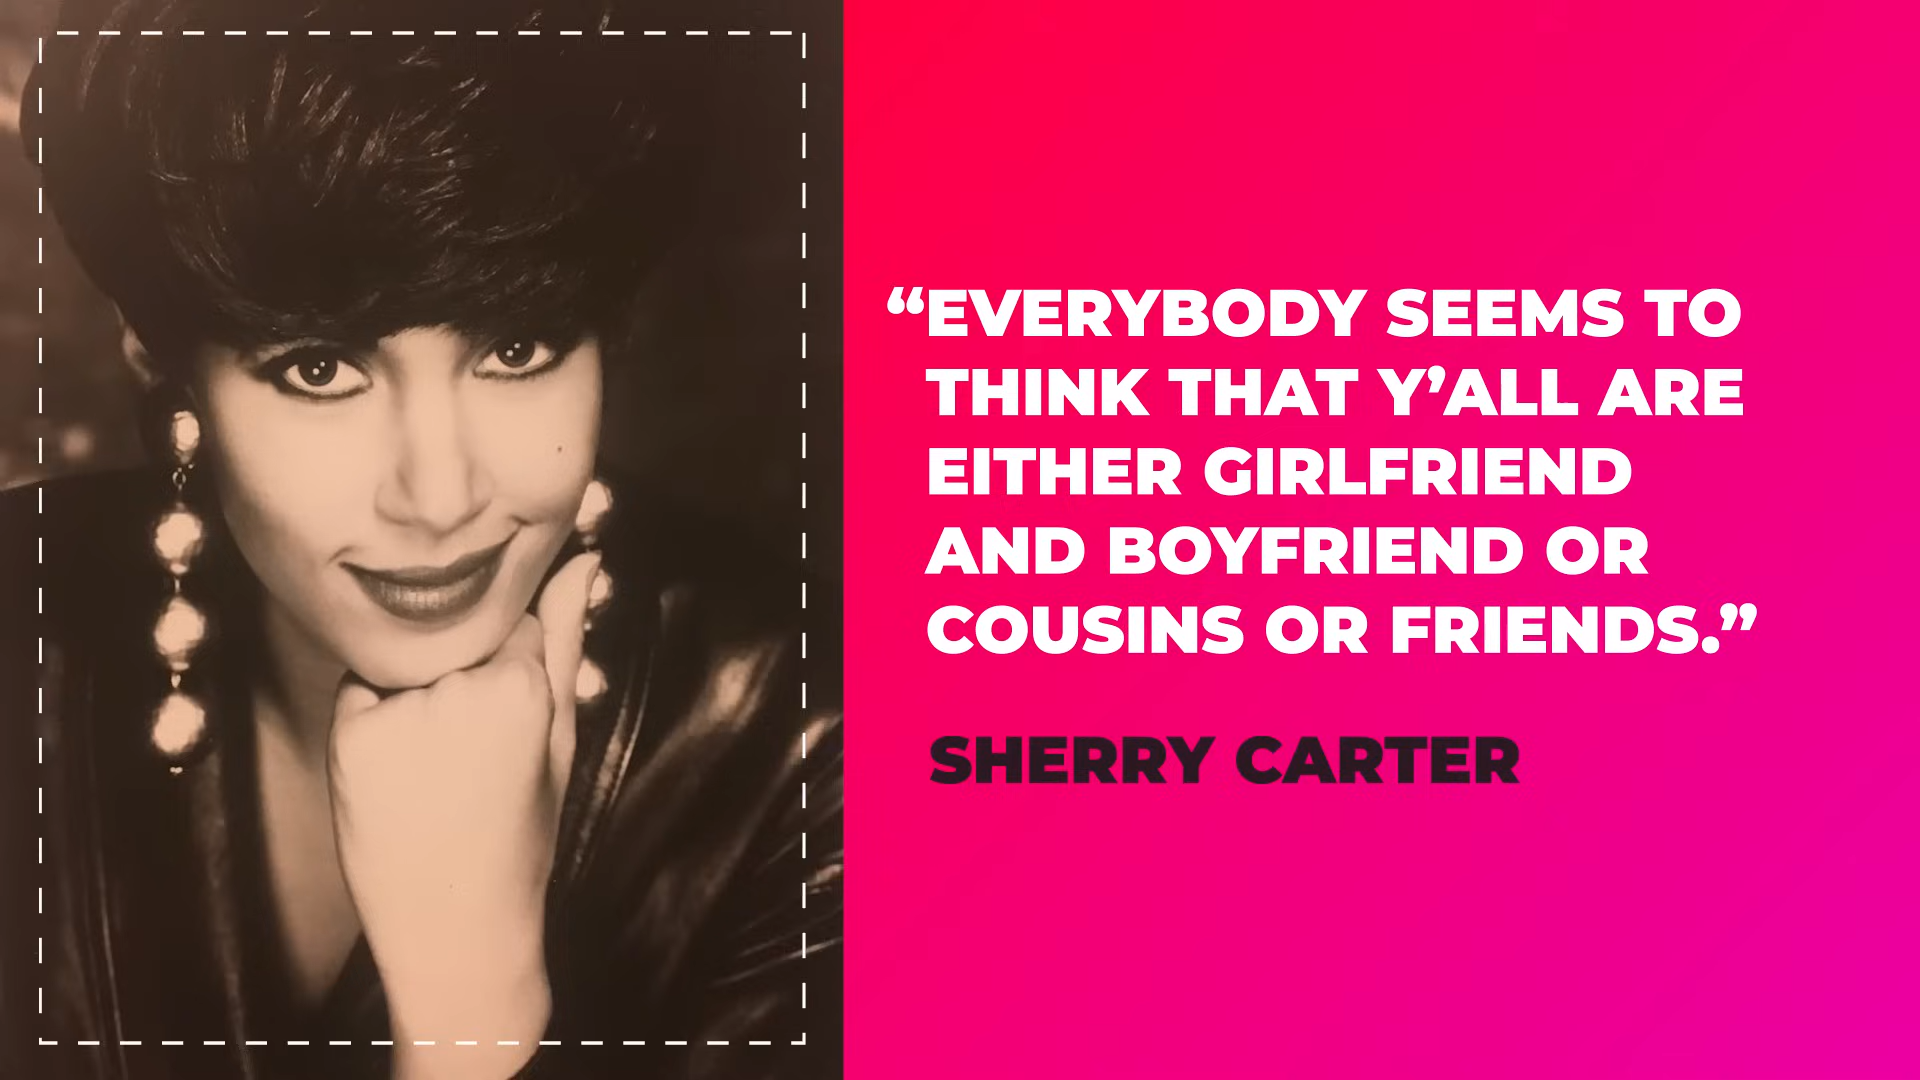 “EVERYBODY SEEMS TO
THINK THAT Y’ALL ARE
EITHER GIRLFRIEND
AND BOYFRIEND OR
COUSINS OR FRIENDS.”
SHERRY CARTER